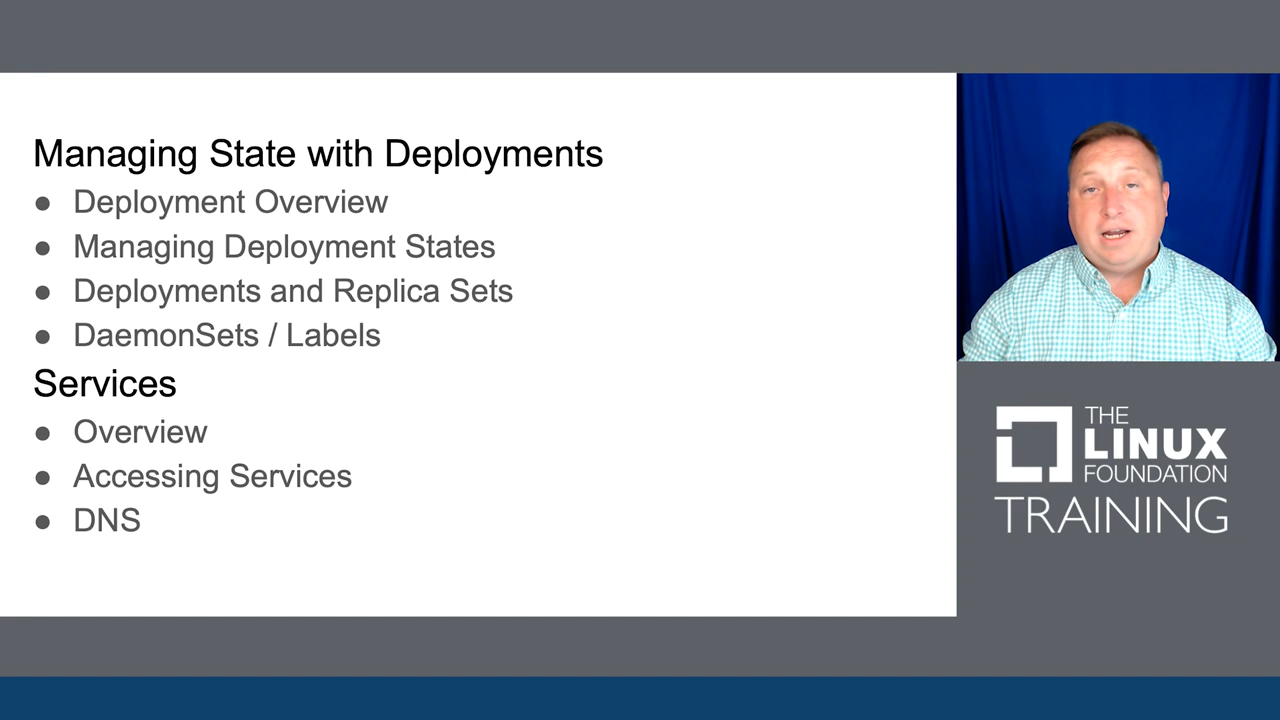 Managing State with Deployments
● Deployment Overview
● Managing Deployment States
● Deployments and Replica Sets
● DaemonSets / Labels
Services
● Overview
● Accessing Services
● DNS
THE
LINUX
FOUNDATION
TRAINING